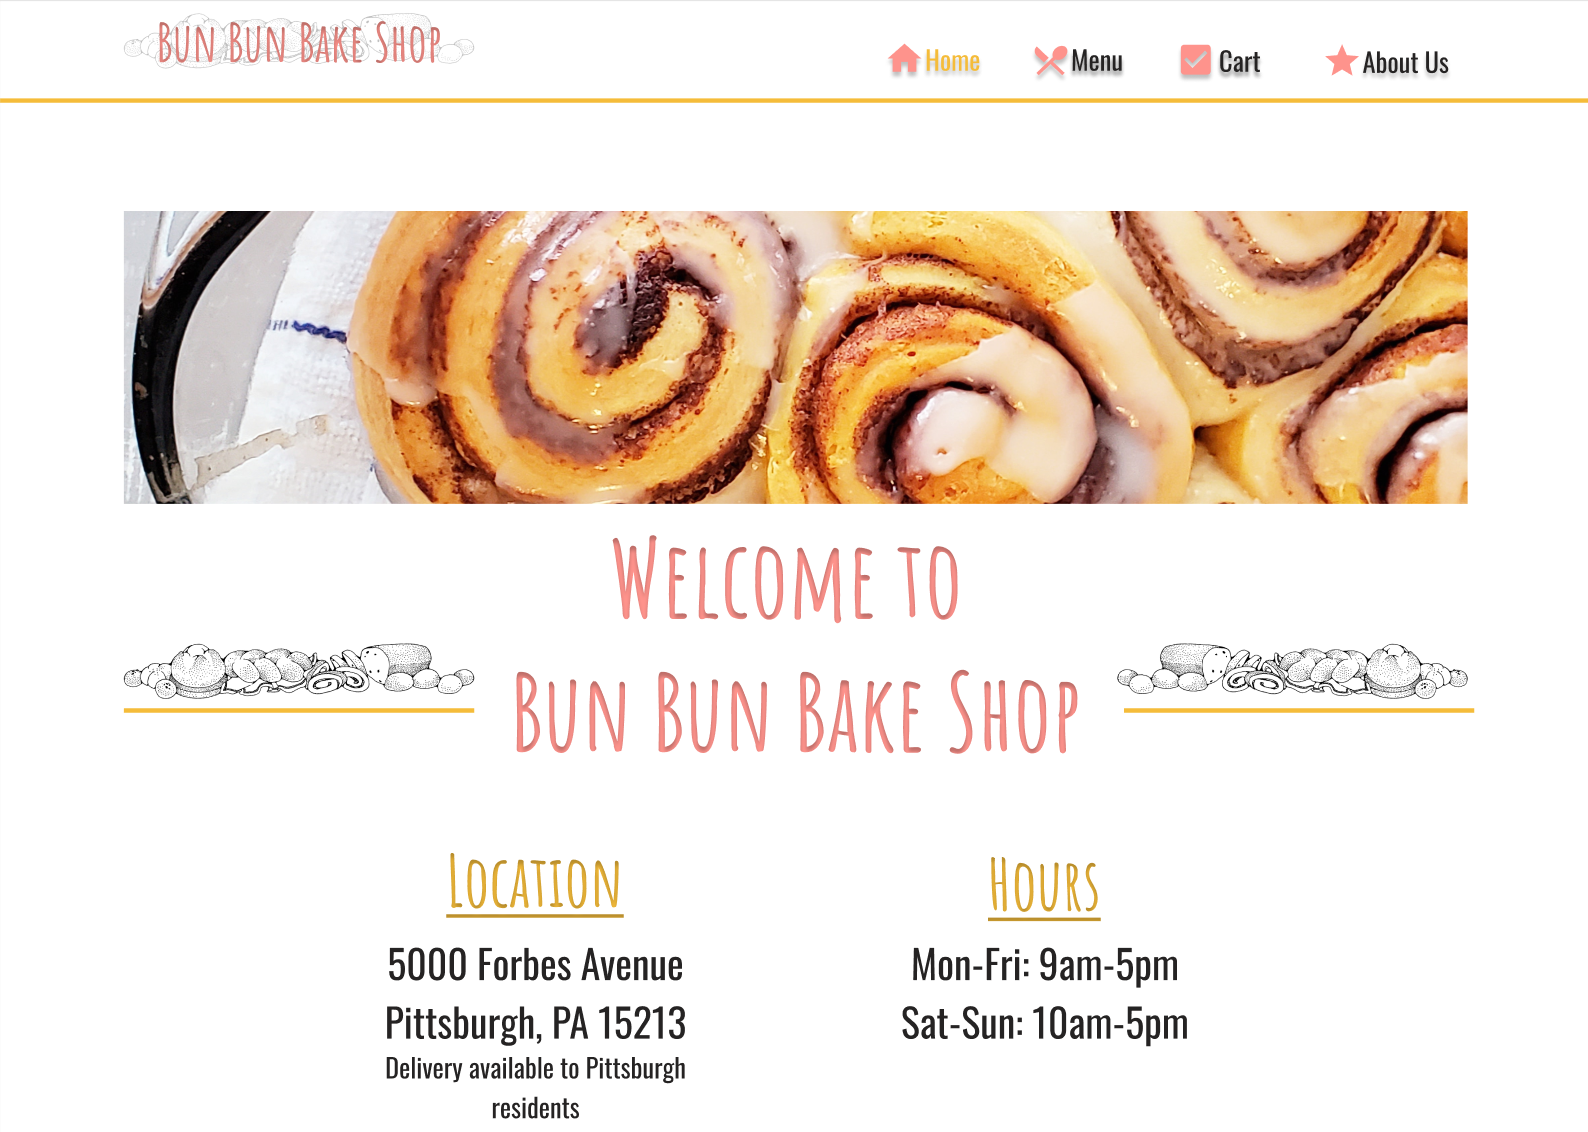 Bun Bun Bake Shop
Home Menu Cart About Us
Welcome to
Bun Bun Bake Shop
Location
5000 Forbes Avenue
Pittsburgh, PA 15213
Delivery available to Pittsburgh
residents
Hours
Mon-Fri: 9am-5pm
Sat-Sun: 10am-5pm